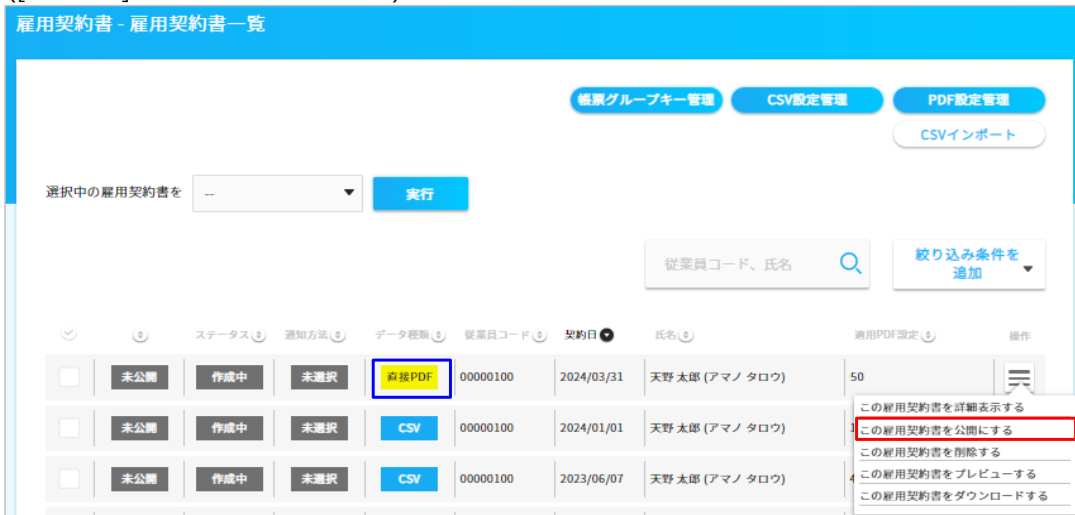 雇用契約書 - 雇用契約書一覧
帳票グループキー管理 CSV設定管理 PDF設定管理
CSVインポート
選択中の雇用契約書を -- 実行
従業員コード、氏名 絞り込み条件を
追加
ステータス 通知方法 データ種類 従業員コード 契約日 氏名 適用PDF設定 操作
未公開 作成中 未選択 直接PDF 00000100 2024/03/31 天野 太郎 (アマノ タロウ) 50
この雇用契約書を詳細表示する
未公開 作成中 未選択 CSV 00000100 2024/01/01 天野 太郎 (アマノ タロウ)
この雇用契約書を公開にする
この雇用契約書を削除する
未公開 作成中 未選択 CSV 00000100 2023/06/07 天野 太郎 (アマノ タロウ) 4
この雇用契約書をプレビューする
この雇用契約書をダウンロードする